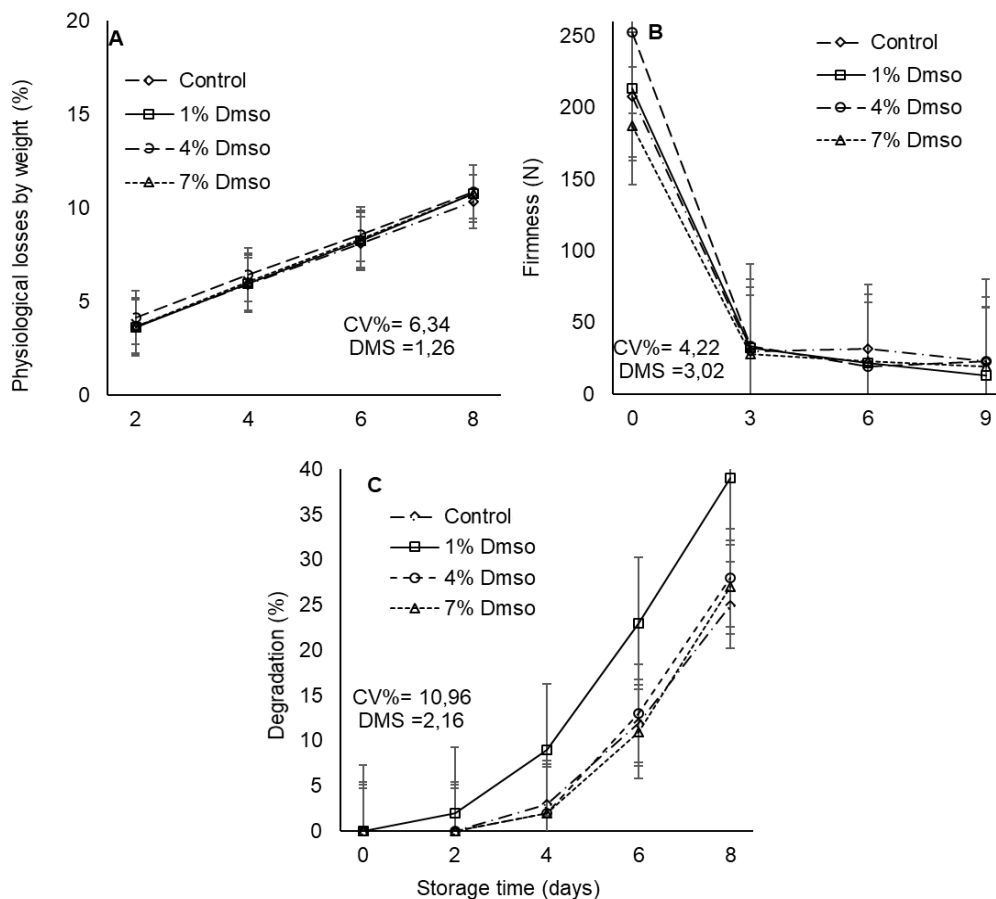 A
Physiological losses by weight (%)
20
15
10
5
0
Control
1% Dmso
4% Dmso
7% Dmso
CV%= 6,34
DMS =1,26
2 4 6 8
B
Firmness (N)
250
200
150
100
50
0
Control
1% Dmso
4% Dmso
7% Dmso
CV%= 4,22
DMS =3,02
0 3 6 9
C
Degradation (%)
40
35
30
25
20
15
10
5
0
Control
1% Dmso
4% Dmso
7% Dmso
CV%= 10,96
DMS =2,16
0 2 4 6 8
Storage time (days)